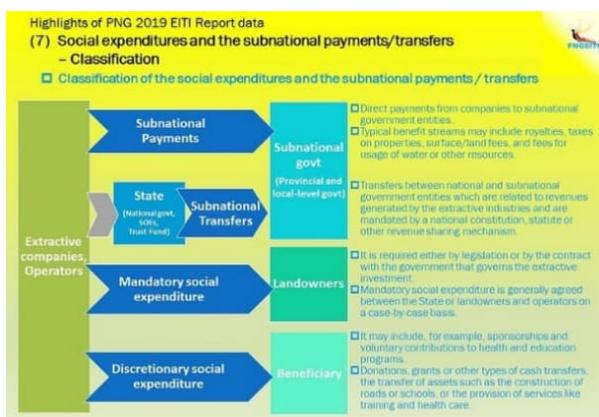 Highlights of PNG 2019 EITI Report data
(7) Social expenditures and the subnational payments/transfers
– Classification
PNGEITI
Classification of the social expenditures and the subnational payments / transfers
Extractive
companies,
Operators
Subnational
Payments
State
(National govt,
SOEs,
Trust Fund)
Subnational
Transfers
Mandatory social
expenditure
Discretionary social
expenditure
Subnational
govt
(Provincial and
local-level govt)
Landowners
Beneficiary
Direct payments from companies to subnational
government entities.
Typical benefit streams may include royalties, taxes
on properties, surface/land fees, and fees for
usage of water or other resources.
Transfers between national and subnational
government entities which are related to revenues
generated by the extractive industries and are
mandated by a national constitution, statute or
other revenue sharing mechanism.
It is required either by legislation or by the contract
with the government that governs the extractive
investment.
Mandatory social expenditure is generally agreed
between the State or landowners and operators on
a case-by-case basis.
It may include, for example, sponsorships and
voluntary contributions to health and education
programs.
Donations, grants or other types of cash transfers,
the transfer of assets such as the construction of
roads or schools, or the provision of services like
training and health care.